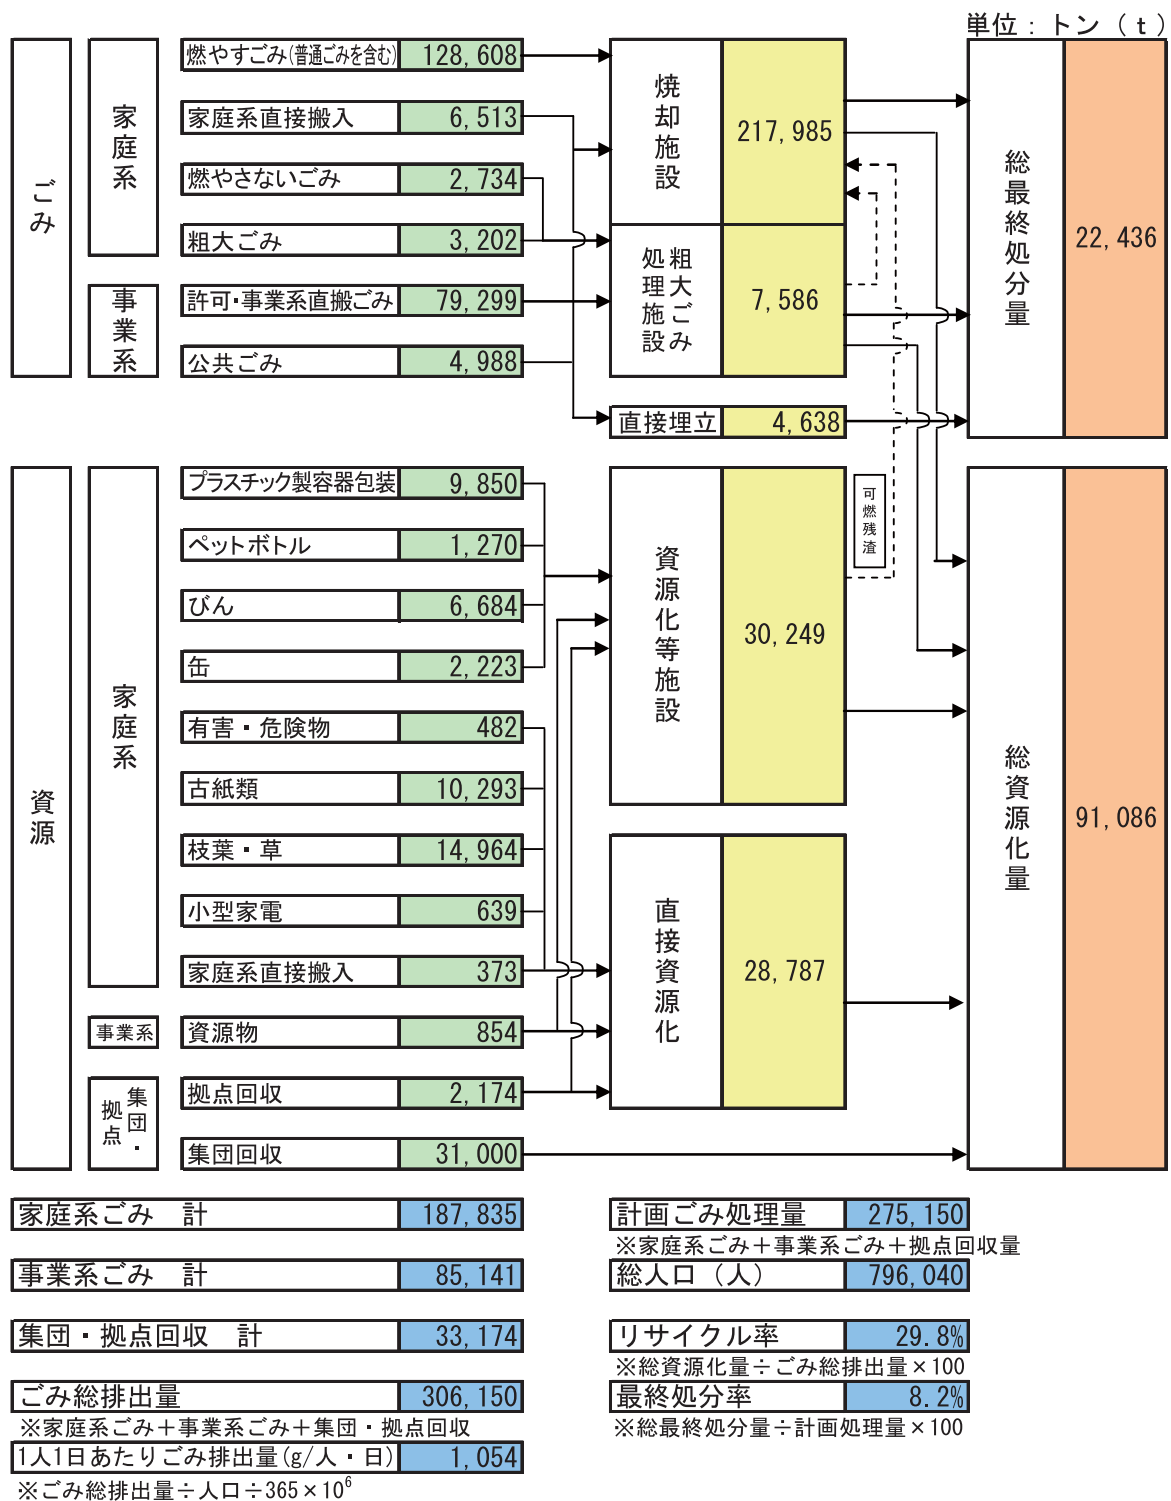 単位：トン（ｔ）
ごみ
家庭系
燃やすごみ(普通ごみを含む) 128,608
家庭系直接搬入 6,513
燃やさないごみ 2,734
粗大ごみ 3,202
事業系
許可・事業系直搬ごみ 79,299
公共ごみ 4,988
焼却施設 217,985
粗大ごみ処理施設 7,586
直接埋立 4,638
総最終処分量 22,436
資源
家庭系
プラスチック製容器包装 9,850
ペットボトル 1,270
びん 6,684
缶 2,223
有害・危険物 482
古紙類 10,293
枝葉・草 14,964
小型家電 639
家庭系直接搬入 373
事業系
資源物 854
集団・拠点
拠点回収 2,174
集団回収 31,000
資源化等施設 30,249
可燃残渣
直接資源化 28,787
総資源化量 91,086
家庭系ごみ　計 187,835
事業系ごみ　計 85,141
集団・拠点回収　計 33,174
ごみ総排出量 306,150
※家庭系ごみ＋事業系ごみ＋集団・拠点回収
1人1日あたりごみ排出量(g/人・日) 1,054
※ごみ総排出量÷人口÷365×10⁶
計画ごみ処理量 275,150
※家庭系ごみ＋事業系ごみ＋拠点回収量
総人口（人） 796,040
リサイクル率 29.8%
※総資源化量÷ごみ総排出量×100
最終処分率 8.2%
※総最終処分量÷計画処理量×100